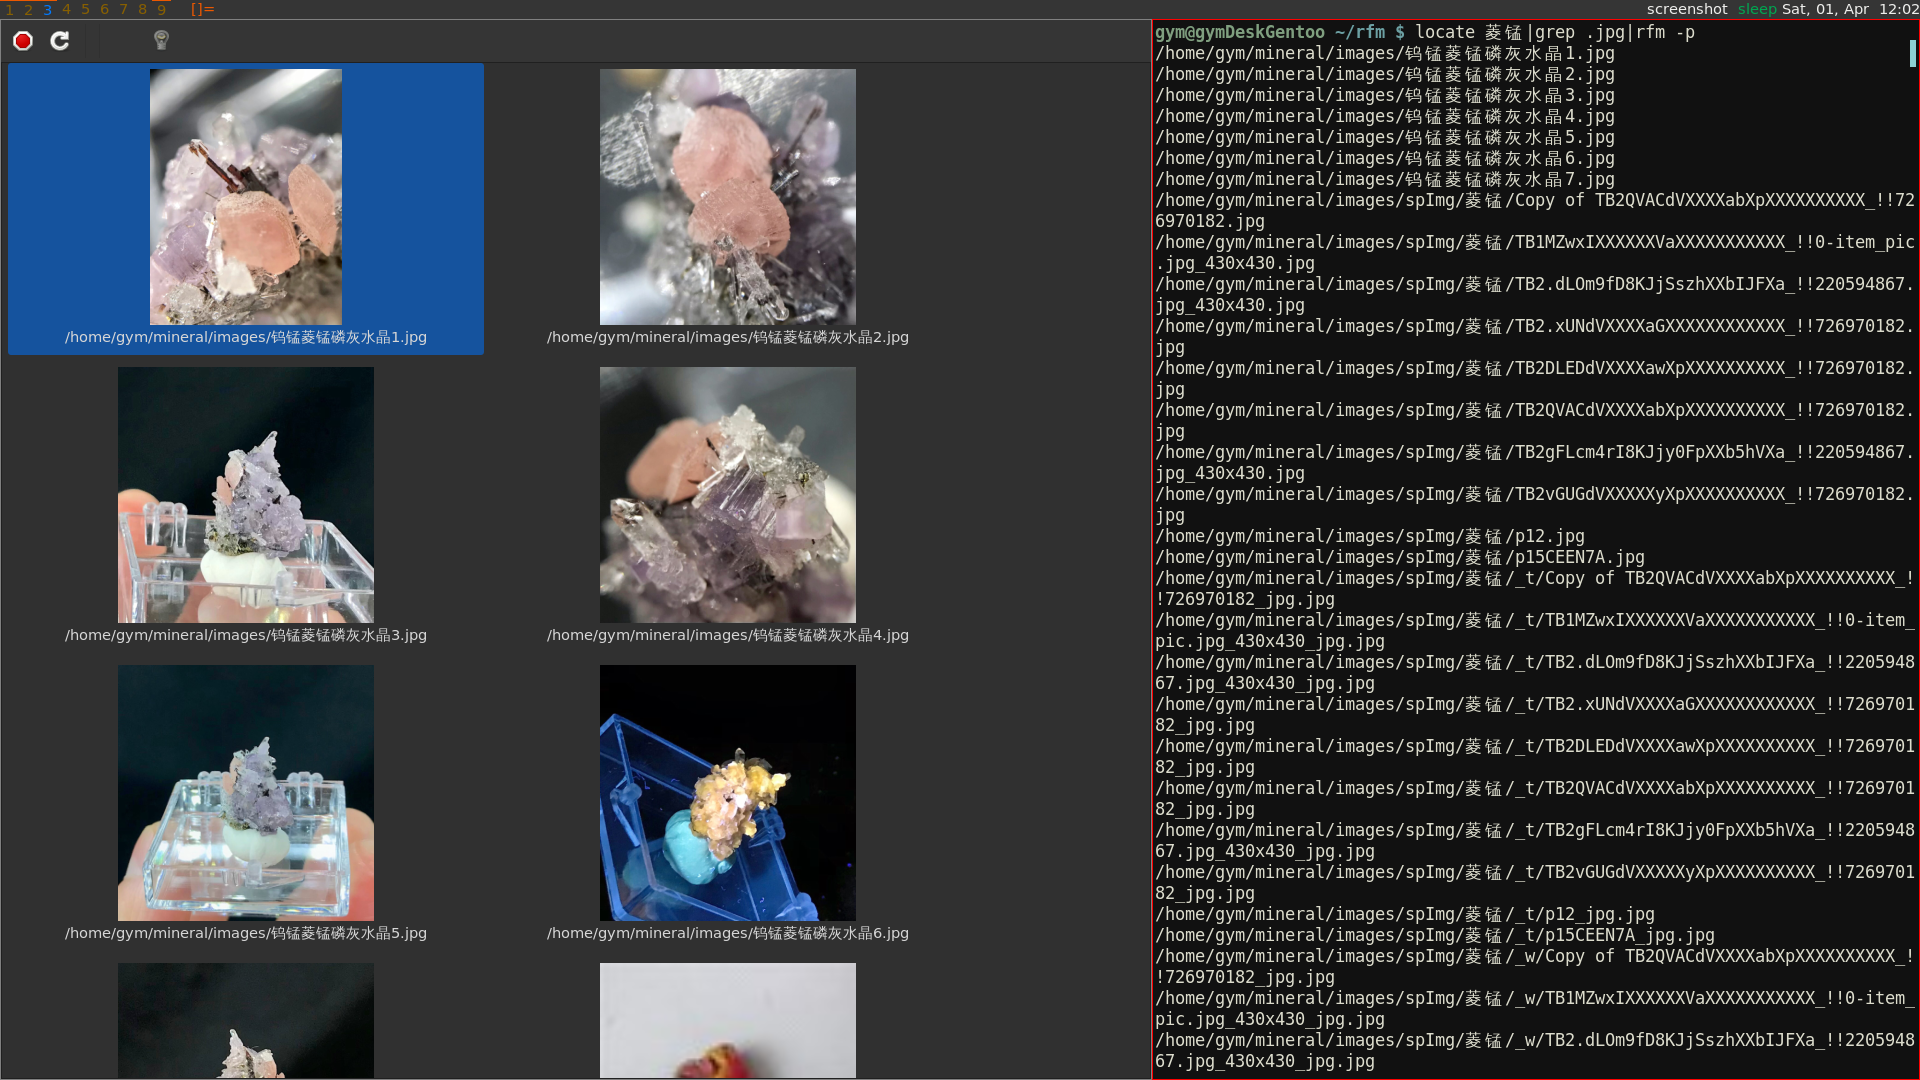 1 2 3 4 5 6 7 8 9 []=
screenshot sleep Sat, 01, Apr 12:02
/home/gym/mineral/images/钨锰菱锰磷灰水晶1.jpg
/home/gym/mineral/images/钨锰菱锰磷灰水晶2.jpg
/home/gym/mineral/images/钨锰菱锰磷灰水晶3.jpg
/home/gym/mineral/images/钨锰菱锰磷灰水晶4.jpg
/home/gym/mineral/images/钨锰菱锰磷灰水晶5.jpg
/home/gym/mineral/images/钨锰菱锰磷灰水晶6.jpg
gym@gymDeskGentoo ~/rfm $ locate 菱锰|grep .jpg|rfm -p
/home/gym/mineral/images/钨锰菱锰磷灰水晶1.jpg
/home/gym/mineral/images/钨锰菱锰磷灰水晶2.jpg
/home/gym/mineral/images/钨锰菱锰磷灰水晶3.jpg
/home/gym/mineral/images/钨锰菱锰磷灰水晶4.jpg
/home/gym/mineral/images/钨锰菱锰磷灰水晶5.jpg
/home/gym/mineral/images/钨锰菱锰磷灰水晶6.jpg
/home/gym/mineral/images/钨锰菱锰磷灰水晶7.jpg
/home/gym/mineral/images/spImg/菱锰/Copy of TB2QVACdVXXXXabXpXXXXXXXXXX_!!72
6970182.jpg
/home/gym/mineral/images/spImg/菱锰/TB1MZwxIXXXXXXVaXXXXXXXXXXX_!!0-item_pic
.jpg_430x430.jpg
/home/gym/mineral/images/spImg/菱锰/TB2.dLOm9fD8KJjSszhXXbIJFXa_!!220594867.
jpg_430x430.jpg
/home/gym/mineral/images/spImg/菱锰/TB2.xUNdVXXXXaGXXXXXXXXXXXX_!!726970182.
jpg
/home/gym/mineral/images/spImg/菱锰/TB2DLEDdVXXXXawXpXXXXXXXXXX_!!726970182.
jpg
/home/gym/mineral/images/spImg/菱锰/TB2QVACdVXXXXabXpXXXXXXXXXX_!!726970182.
jpg
/home/gym/mineral/images/spImg/菱锰/TB2gFLcm4rI8KJjy0FpXXb5hVXa_!!220594867.
jpg_430x430.jpg
/home/gym/mineral/images/spImg/菱锰/TB2vGUGdVXXXXXyXpXXXXXXXXXX_!!726970182.
jpg
/home/gym/mineral/images/spImg/菱锰/p12.jpg
/home/gym/mineral/images/spImg/菱锰/p15CEEN7A.jpg
/home/gym/mineral/images/spImg/菱锰/_t/Copy of TB2QVACdVXXXXabXpXXXXXXXXXX_!
!726970182_jpg.jpg
/home/gym/mineral/images/spImg/菱锰/_t/TB1MZwxIXXXXXXVaXXXXXXXXXXX_!!0-item_
pic.jpg_430x430_jpg.jpg
/home/gym/mineral/images/spImg/菱锰/_t/TB2.dLOm9fD8KJjSszhXXbIJFXa_!!2205948
67.jpg_430x430_jpg.jpg
/home/gym/mineral/images/spImg/菱锰/_t/TB2.xUNdVXXXXaGXXXXXXXXXXXX_!!7269701
82_jpg.jpg
/home/gym/mineral/images/spImg/菱锰/_t/TB2DLEDdVXXXXawXpXXXXXXXXXX_!!7269701
82_jpg.jpg
/home/gym/mineral/images/spImg/菱锰/_t/TB2QVACdVXXXXabXpXXXXXXXXXX_!!7269701
82_jpg.jpg
/home/gym/mineral/images/spImg/菱锰/_t/TB2gFLcm4rI8KJjy0FpXXb5hVXa_!!2205948
67.jpg_430x430_jpg.jpg
/home/gym/mineral/images/spImg/菱锰/_t/TB2vGUGdVXXXXXyXpXXXXXXXXXX_!!7269701
82_jpg.jpg
/home/gym/mineral/images/spImg/菱锰/_t/p12_jpg.jpg
/home/gym/mineral/images/spImg/菱锰/_t/p15CEEN7A_jpg.jpg
/home/gym/mineral/images/spImg/菱锰/_w/Copy of TB2QVACdVXXXXabXpXXXXXXXXXX_!
!726970182_jpg.jpg
/home/gym/mineral/images/spImg/菱锰/_w/TB1MZwxIXXXXXXVaXXXXXXXXXXX_!!0-item_
pic.jpg_430x430_jpg.jpg
/home/gym/mineral/images/spImg/菱锰/_w/TB2.dLOm9fD8KJjSszhXXbIJFXa_!!2205948
67.jpg_430x430_jpg.jpg